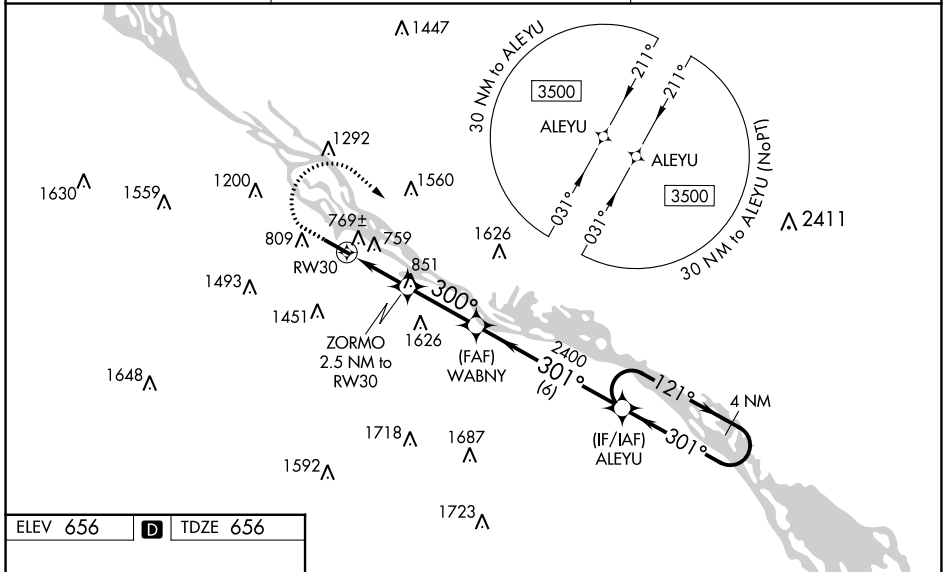 1447
30 NM to ALEYU
211°
3500
ALEYU
031°
211°
ALEYU
3500
031°
30 NM to ALEYU (NoPT)
2411
1292
1630
1559
1200
1560
769±
809
759
1626
RW30
851
1493
300°
1451
ZORMO
2.5 NM to
RW30
1626
(FAF)
WABNY
2400
301°
(6)
121°
4 NM
301°
(IF/IAF)
ALEYU
1648
1718
1687
1592
1723
ELEV 656 D TDZE 656